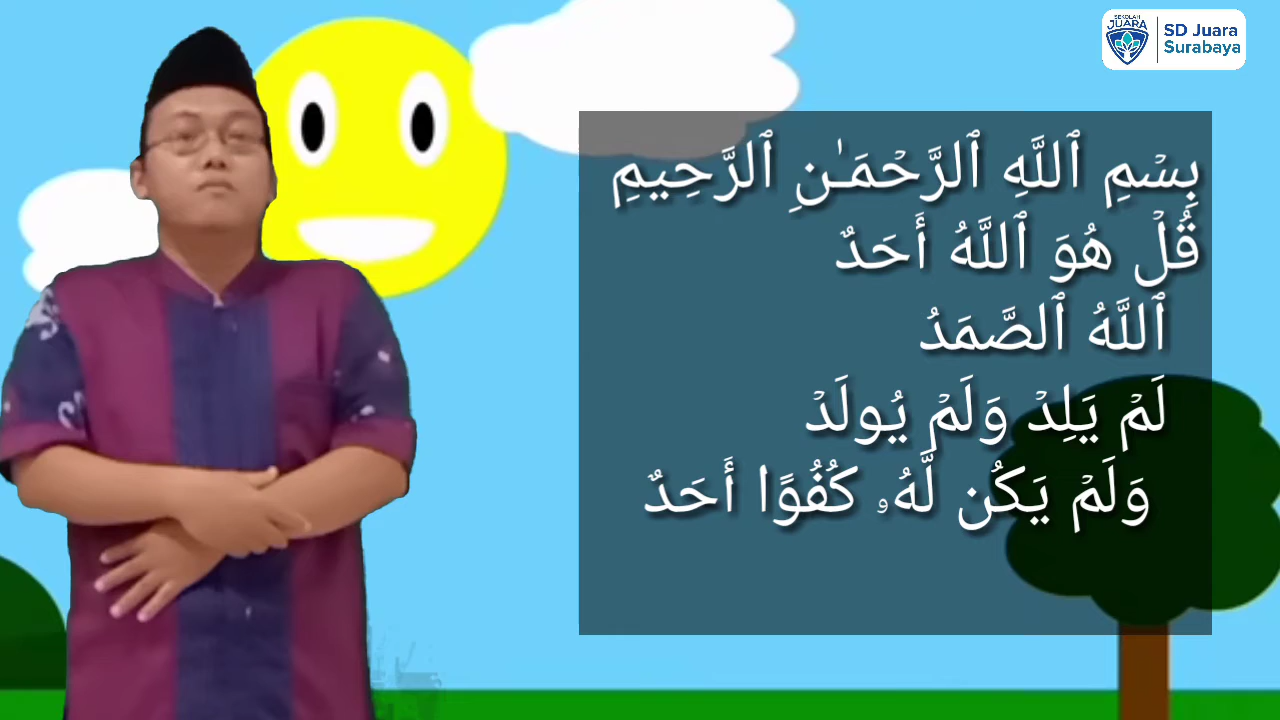 SEKOLAH
JUARA
SD Juara
Surabaya
بِسْمِ ٱللَّهِ ٱلرَّحْمَـٰنِ ٱلرَّحِيمِ
قُلْ هُوَ ٱللَّهُ أَحَدٌ
ٱللَّهُ ٱلصَّمَدُ
لَمْ يَلِدْ وَلَمْ يُولَدْ
وَلَمْ يَكُن لَّهُۥ كُفُوًا أَحَدٌ